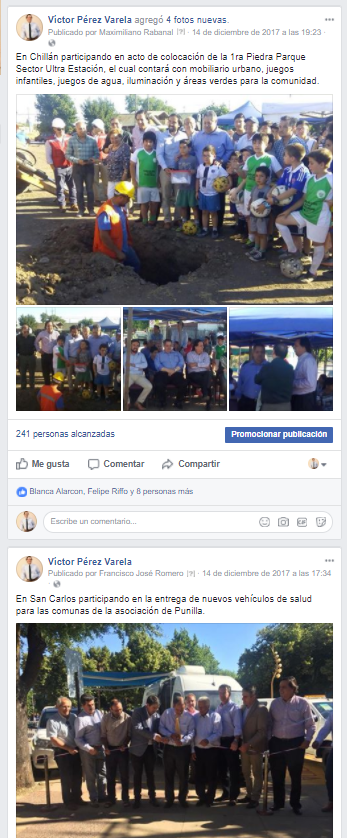 Víctor Pérez Varela agregó 4 fotos nuevas.
Publicado por Maximiliano Rabanal [?] · 14 de diciembre de 2017 a las 19:23 ·
En Chillán participando en acto de colocación de la 1ra Piedra Parque
Sector Ultra Estación, el cual contará con mobiliario urbano, juegos
infantiles, juegos de agua, iluminación y áreas verdes para la comunidad.
241 personas alcanzadas
Promocionar publicación
Me gusta
Comentar
Compartir
Blanca Alarcon, Felipe Riffo y 8 personas más
Escribe un comentario...
Víctor Pérez Varela
Publicado por Francisco José Romero [?] · 14 de diciembre de 2017 a las 17:34
·
En San Carlos participando en la entrega de nuevos vehículos de salud
para las comunas de la asociación de Punilla.